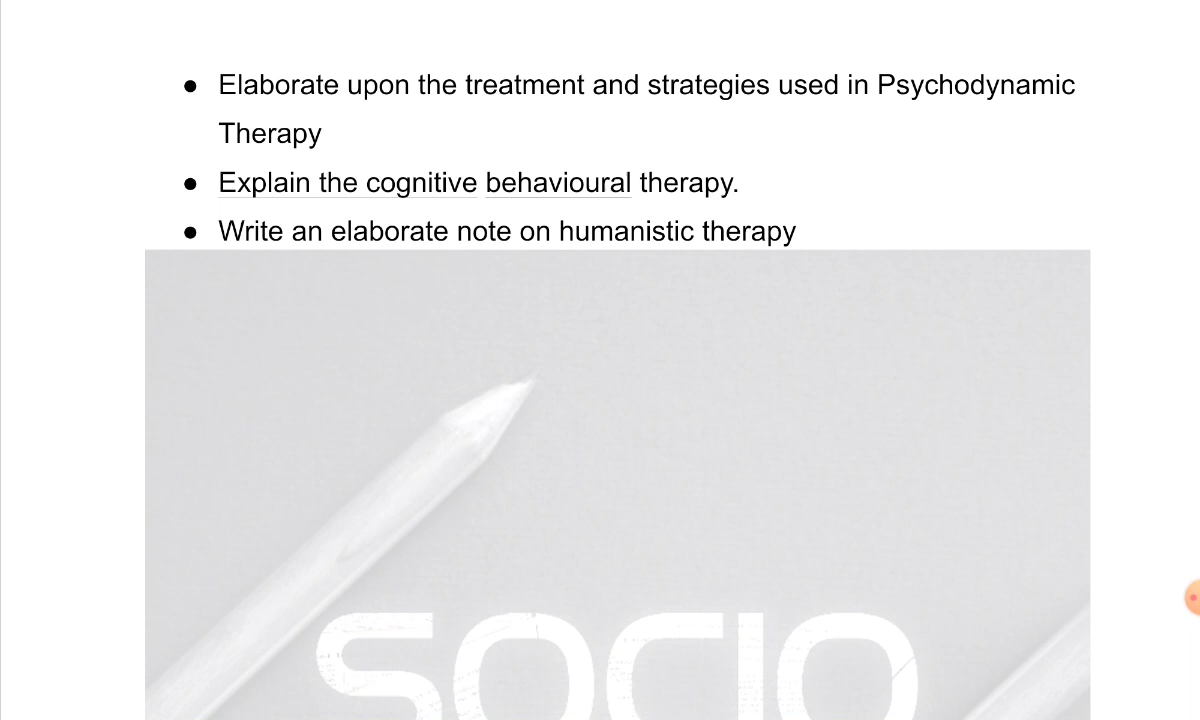 ● Elaborate upon the treatment and strategies used in Psychodynamic
Therapy
● Explain the cognitive behavioural therapy.
● Write an elaborate note on humanistic therapy
SOCIO